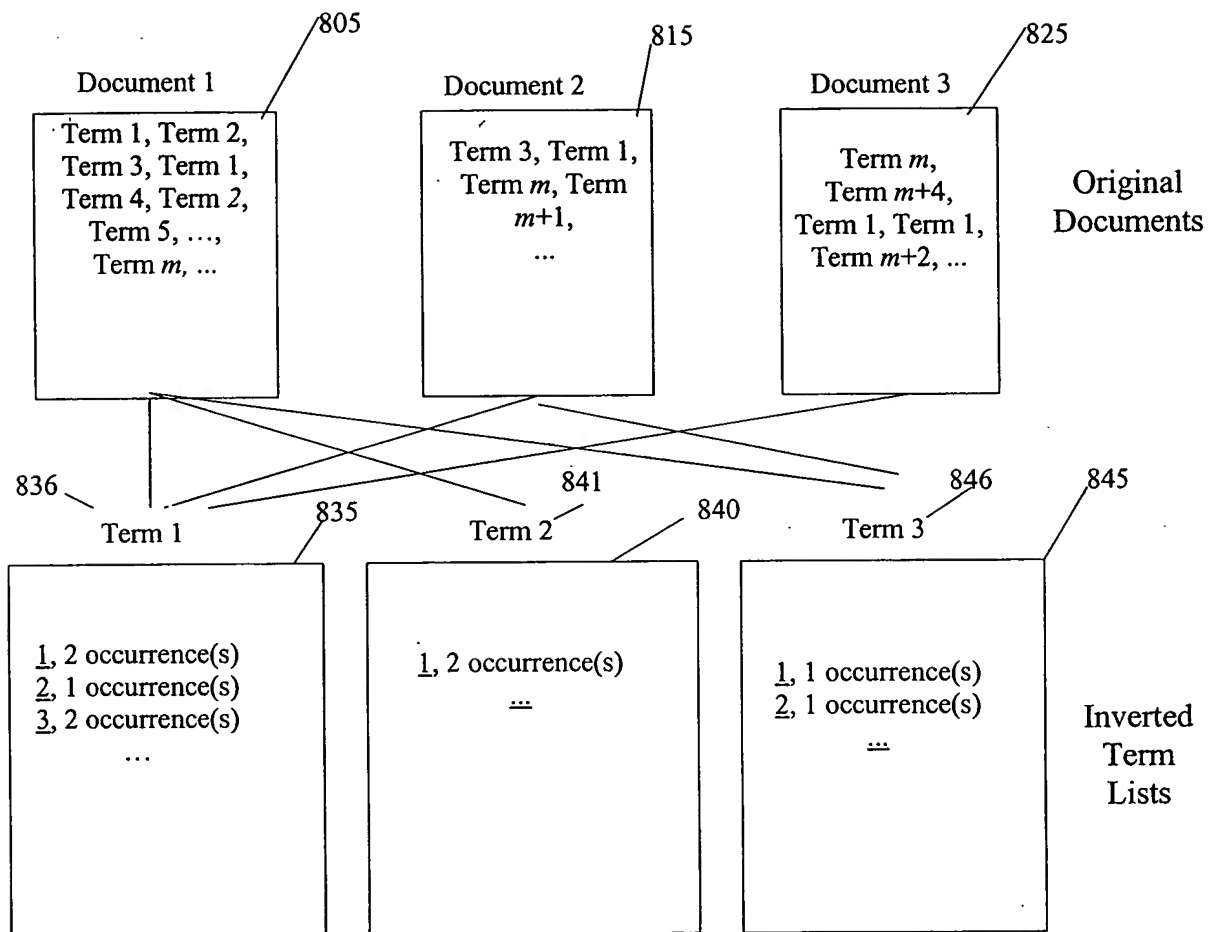 805
815
825
Document 1
Document 2
Document 3
Term 1, Term 2,
Term 3, Term 1,
Term 4, Term 2,
Term 5, ...,
Term m, ...
Term 3, Term 1,
Term m, Term
m+1,
...
Term m,
Term m+4,
Term 1, Term 1,
Term m+2, ...
Original
Documents
836
841
846
845
Term 1
835
Term 2
840
Term 3
1, 2 occurrence(s)
2, 1 occurrence(s)
3, 2 occurrence(s)
...
1, 2 occurrence(s)
...
1, 1 occurrence(s)
2, 1 occurrence(s)
...
Inverted
Term
Lists